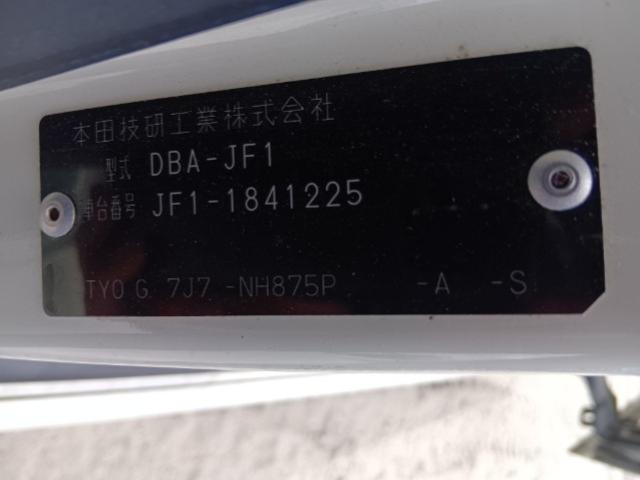 本田技研工業株式会社
型式 DBA-JF1
車台番号 JF1-1841225
TYO G 7J7 -NH875P -A -S